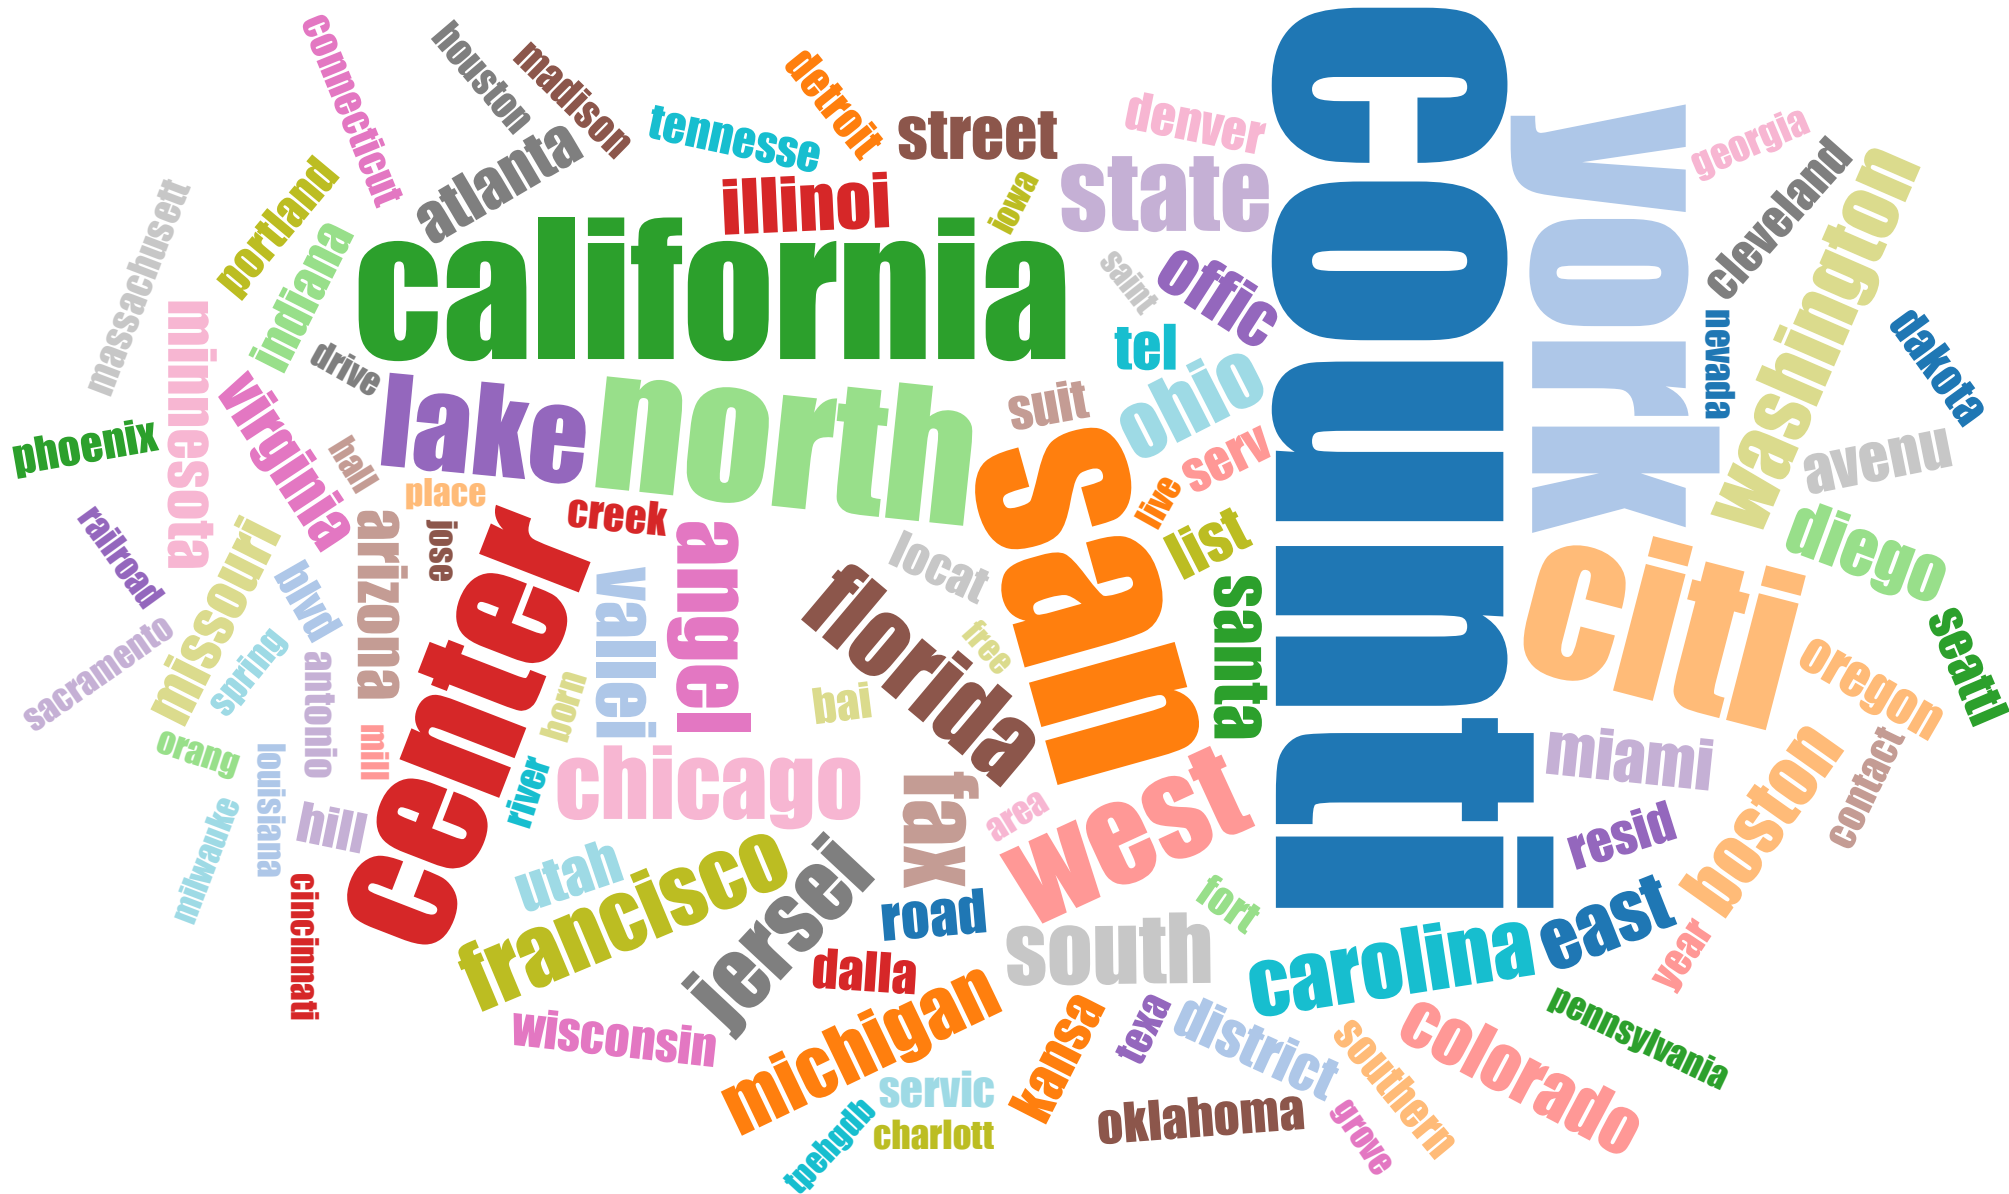 connecticut
houston
madison
detroit
tennesse
street
denver
georgia
atlanta
illinoi
iowa
state
counti
york
cleveland
washington
massachusett
portland
indiana
california
saint
offic
nevada
dakota
minnesota
drive
lake
north
tel
ohio
suit
serv
phoenix
virginia
hall
place
creek
san
live
list
avenu
diego
railroad
missouri
blvd
arizona
jose
center
vallei
angel
locat
florida
free
santa
citi
seattl
oregon
sacramento
spring
antonio
born
bai
miami
orang
mill
river
chicago
fax
area
west
boston
contact
milwauke
louisiana
hill
utah
francisco
jersei
road
fort
resid
cincinnati
dalla
south
carolina
east
year
wisconsin
michigan
kansa
texa
district
southern
colorado
pennsylvania
servic
tpehgdb
charlott
oklahoma
grove